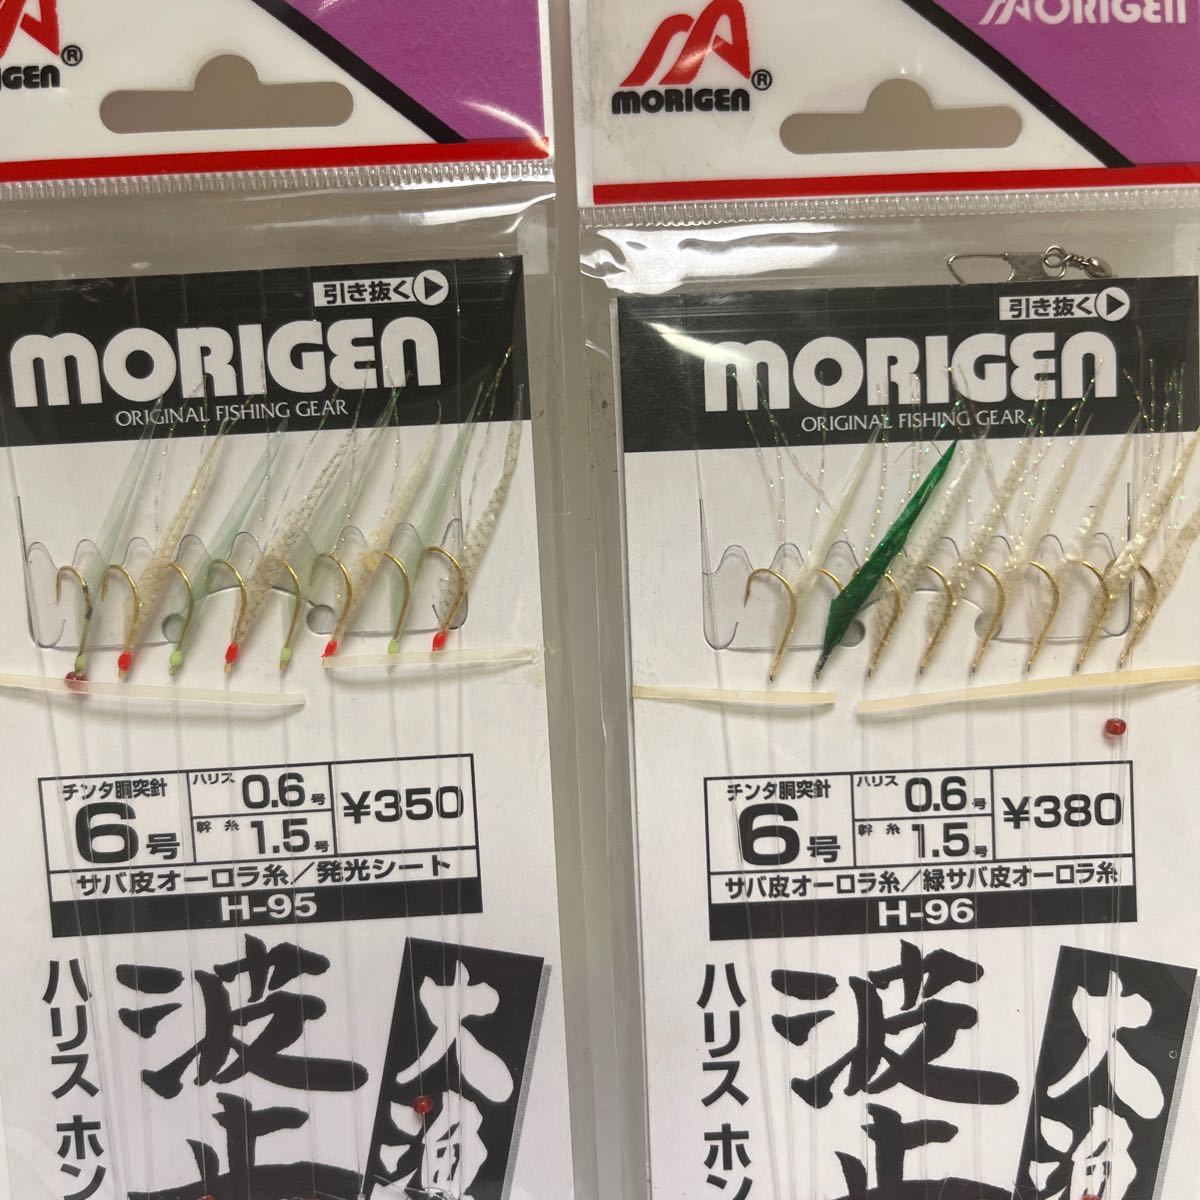 MORIGEN®
MORIGEN®
MORIGEN
引き抜く
MORIGEN
ORIGINAL FISHING GEAR
チンタ胴突針
6号
ハリス 0.6号
幹糸 1.5号
¥350
サバ皮オーロラ糸/発光シート
H-95
大漁
波止
ハリス ホン
引き抜く
MORIGEN
ORIGINAL FISHING GEAR
チンタ胴突針
6号
ハリス 0.6号
幹糸 1.5号
¥380
サバ皮オーロラ糸/緑サバ皮オーロラ糸
H-96
大漁
波止
ハリス ホン